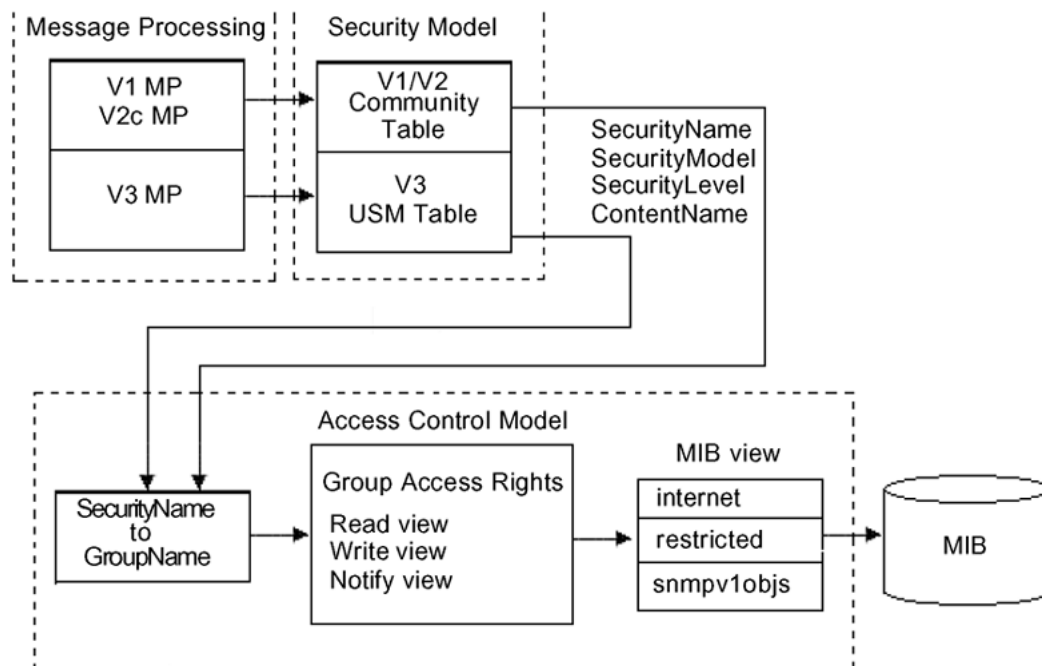 Message Processing
V1 MP
V2c MP
V3 MP
Security Model
V1/V2
Community
Table
V3
USM Table
SecurityName
SecurityModel
SecurityLevel
ContentName
Access Control Model
SecurityName
to
GroupName
Group Access Rights
Read view
Write view
Notify view
MIB view
internet
restricted
snmpv1objs
MIB